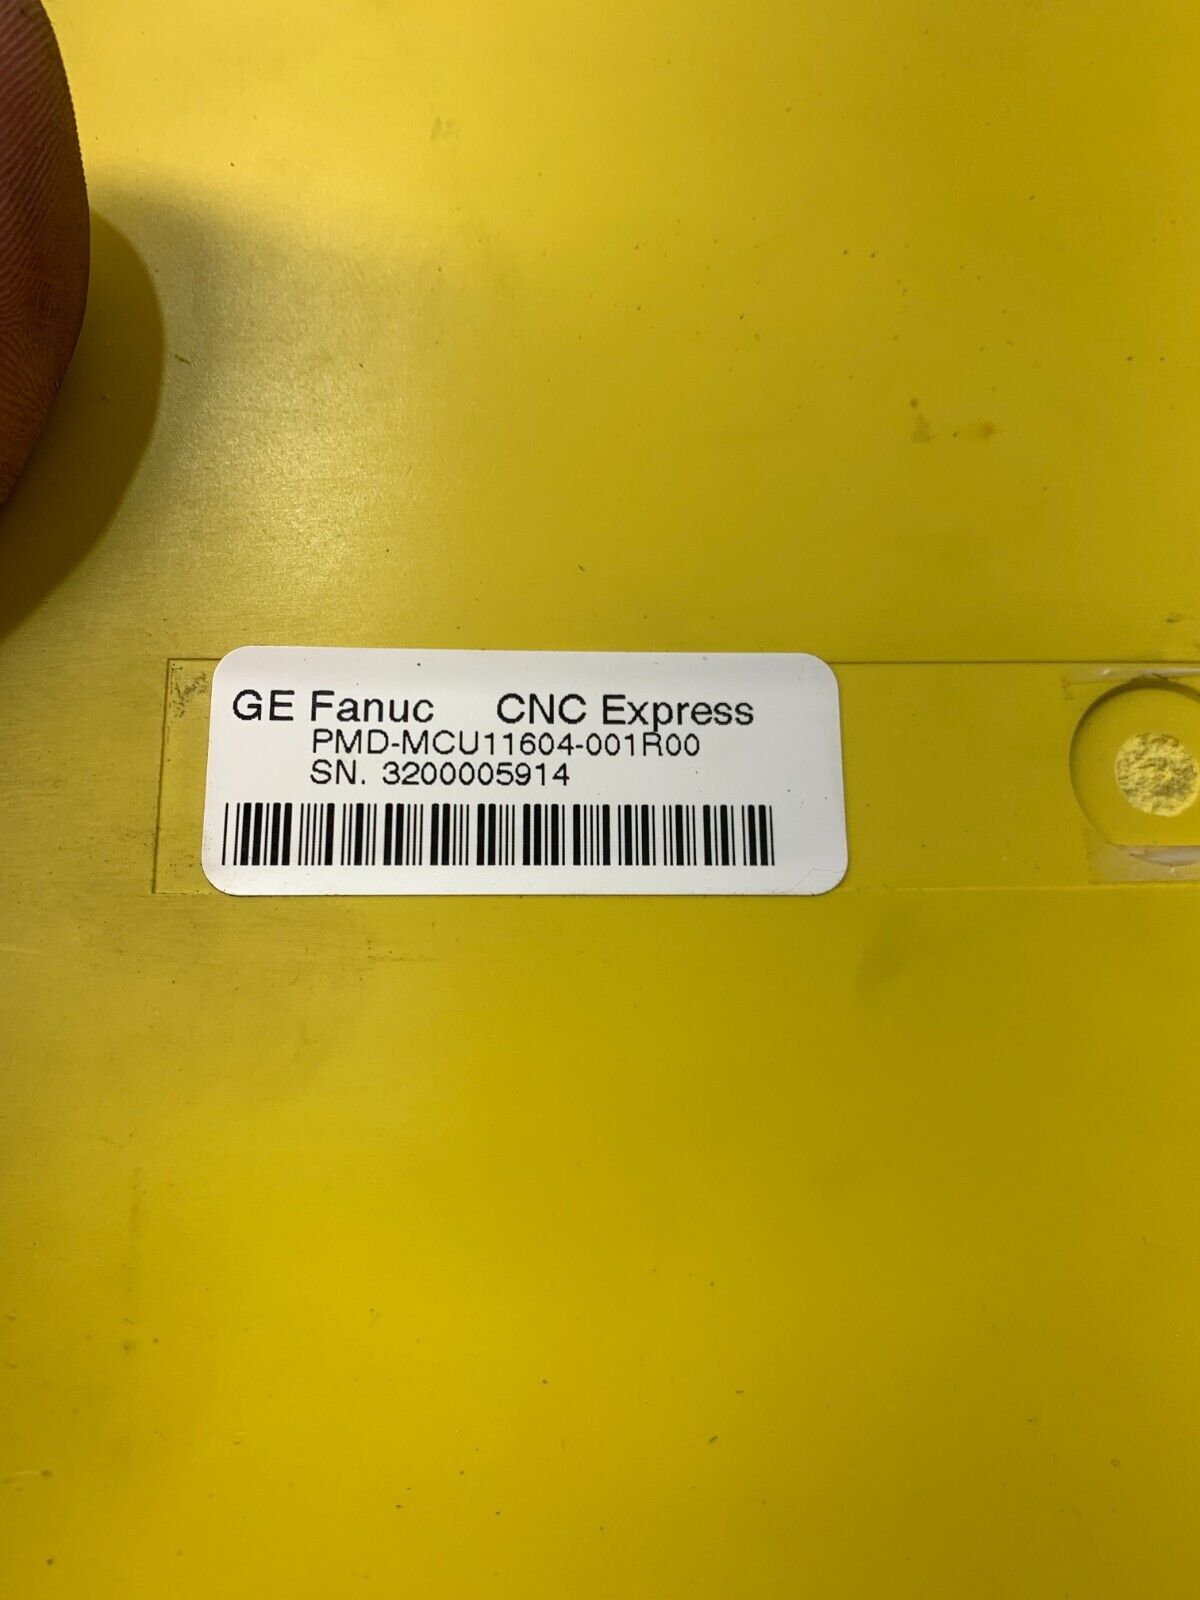 GE Fanuc CNC Express
PMD-MCU11604-001R00
SN. 3200005914